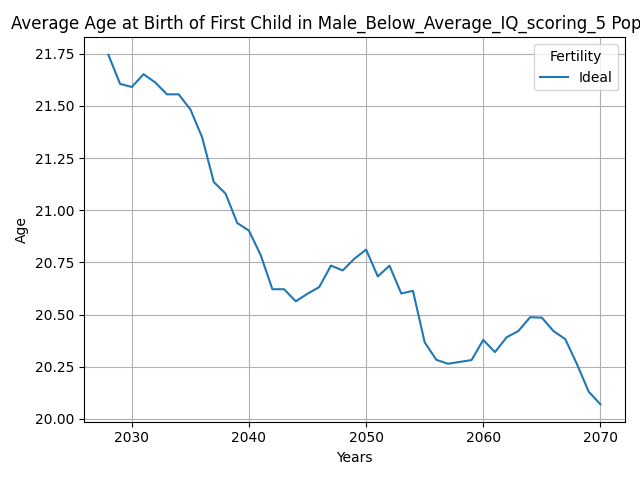 Average Age at Birth of First Child in Male_Below_Average_IQ_scoring_5 Pop
Fertility
Ideal
21.75
21.50
21.25
21.00
20.75
20.50
20.25
20.00
Age
2030 2040 2050 2060 2070
Years